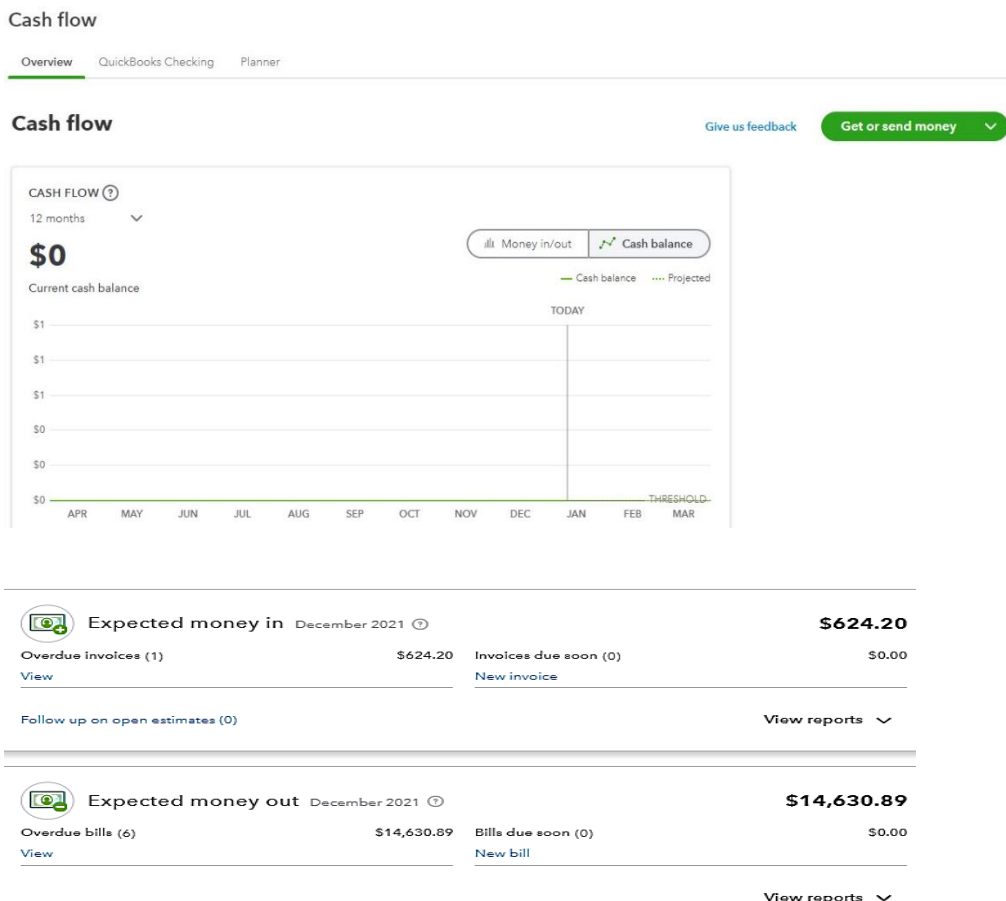 Cash flow
Overview QuickBooks Checking Planner
Cash flow
Give us feedback Get or send money
CASH FLOW ?
12 months
$0
Money in/out Cash balance
Current cash balance
Cash balance Projected
TODAY
$1
$1
$1
$0
$0
$0
THRESHOLD
APR MAY JUN JUL AUG SEP OCT NOV DEC JAN FEB MAR
Expected money in December 2021 ? $624.20
Overdue invoices (1) $624.20 Invoices due soon (0) $0.00
View New invoice
Follow up on open estimates (0) View reports
Expected money out December 2021 ? $14,630.89
Overdue bills (6) $14,630.89 Bills due soon (0) $0.00
View New bill
View reports